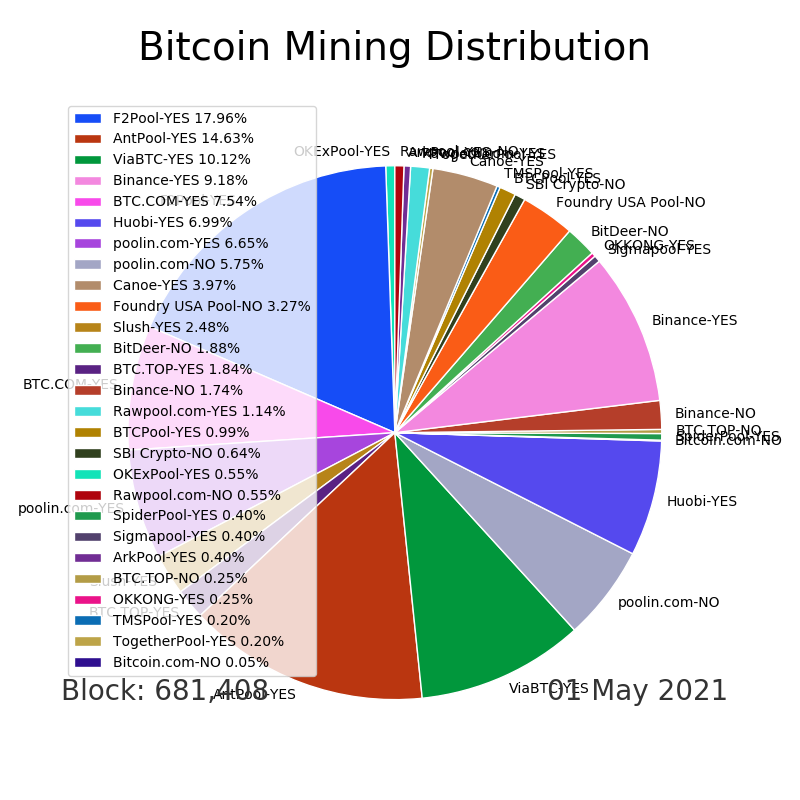 Bitcoin Mining Distribution
F2Pool-YES 17.96%
AntPool-YES 14.63%
ViaBTC-YES 10.12%
Binance-YES 9.18%
BTC.COM-YES 7.54%
Huobi-YES 6.99%
poolin.com-YES 6.65%
poolin.com-NO 5.75%
Canoe-YES 3.97%
Foundry USA Pool-NO 3.27%
Slush-YES 2.48%
BitDeer-NO 1.88%
BTC.TOP-YES 1.84%
Binance-NO 1.74%
Rawpool.com-YES 1.14%
BTCPool-YES 0.99%
SBI Crypto-NO 0.64%
OKExPool-YES 0.55%
Rawpool.com-NO 0.55%
SpiderPool-YES 0.40%
Sigmapool-YES 0.40%
ArkPool-YES 0.40%
BTC.TOP-NO 0.25%
OKKONG-YES 0.25%
TMSPool-YES 0.20%
TogetherPool-YES 0.20%
Bitcoin.com-NO 0.05%
OKExPool-YES
Rawpool.com-NO
Canoe-YES
TMSPool-YES
BTCPool-YES
SBI Crypto-NO
Foundry USA Pool-NO
BitDeer-NO
OKKONG-YES
Sigmapool-YES
Binance-YES
Binance-NO
BTC.TOP-NO
SpiderPool-YES
Bitcoin.com-NO
Huobi-YES
poolin.com-NO
ViaBTC-YES
AntPool-YES
BTC.TOP-YES
Slush-YES
poolin.com-YES
BTC.COM-YES
Block: 681,408
01 May 2021